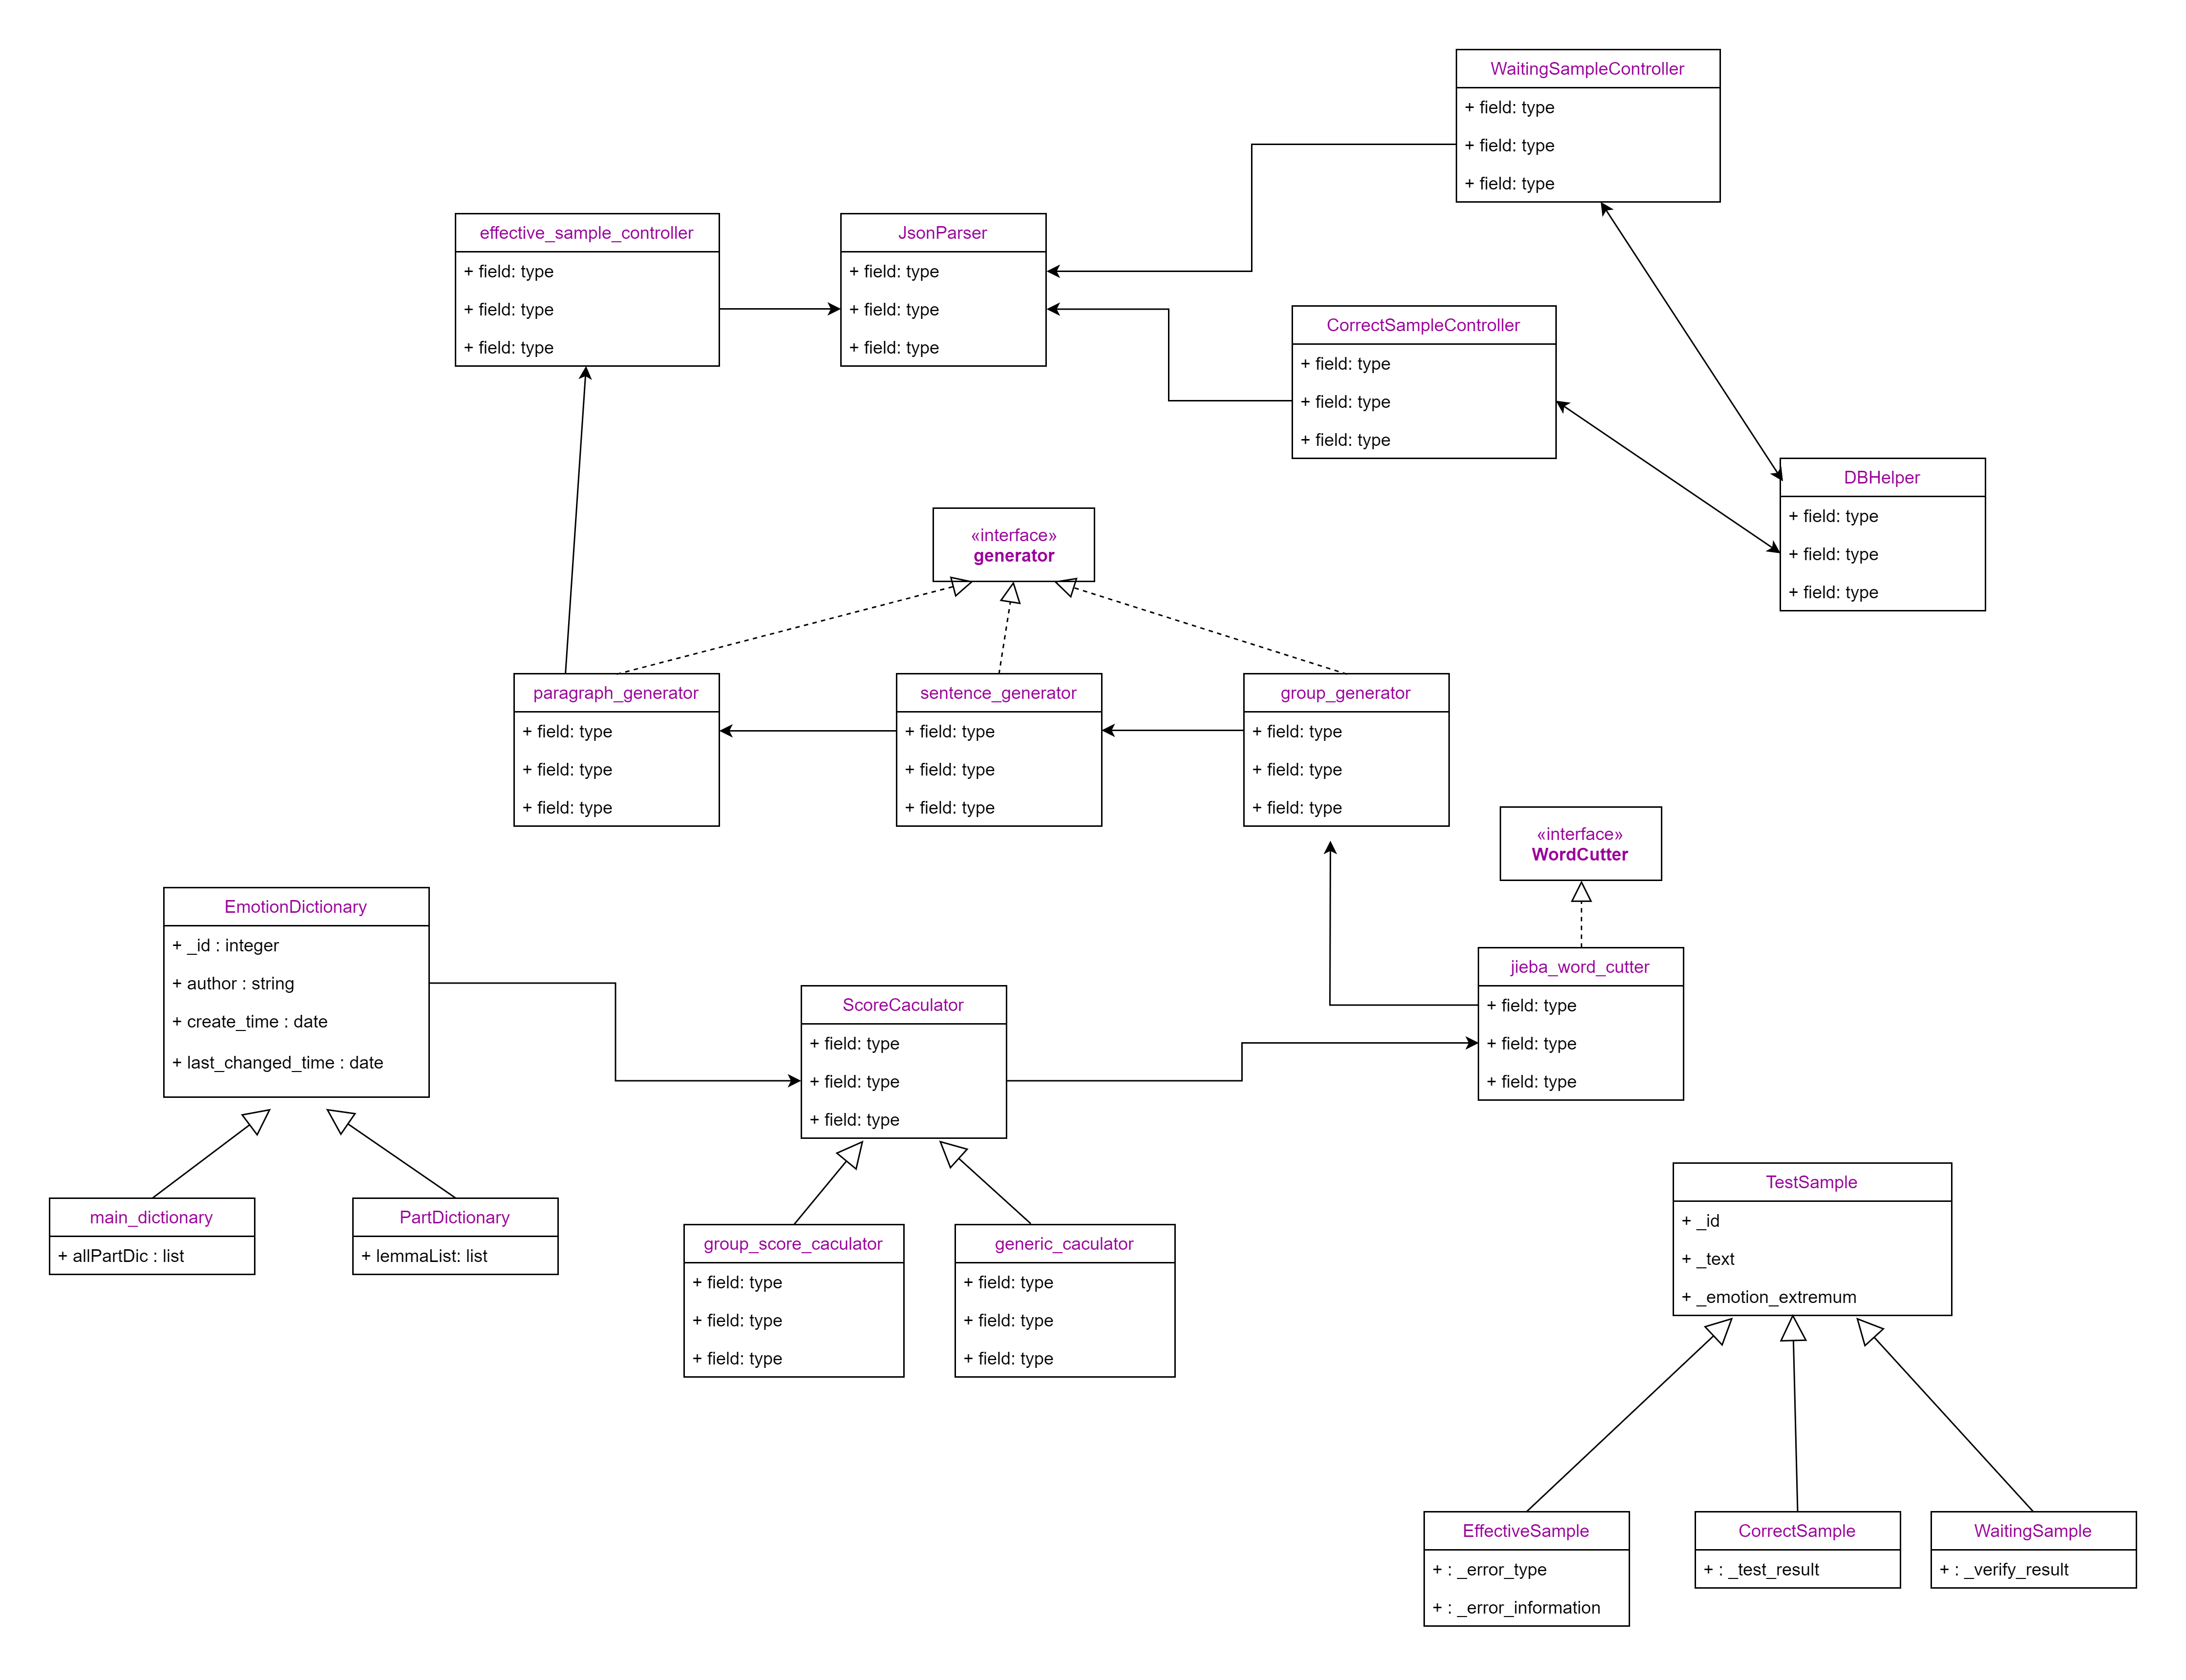 WaitingSampleController
+ field: type
+ field: type
+ field: type
effective_sample_controller
+ field: type
+ field: type
+ field: type
JsonParser
+ field: type
+ field: type
+ field: type
CorrectSampleController
+ field: type
+ field: type
+ field: type
DBHelper
+ field: type
+ field: type
+ field: type
«interface»
generator
paragraph_generator
+ field: type
+ field: type
+ field: type
sentence_generator
+ field: type
+ field: type
+ field: type
group_generator
+ field: type
+ field: type
+ field: type
«interface»
WordCutter
EmotionDictionary
+ _id : integer
+ author : string
+ create_time : date
+ last_changed_time : date
jieba_word_cutter
+ field: type
+ field: type
+ field: type
ScoreCaculator
+ field: type
+ field: type
+ field: type
main_dictionary
+ allPartDic : list
PartDictionary
+ lemmaList: list
group_score_caculator
+ field: type
+ field: type
+ field: type
generic_caculator
+ field: type
+ field: type
+ field: type
TestSample
+ _id
+ _text
+ _emotion_extremum
EffectiveSample
+ : _error_type
+ : _error_information
CorrectSample
+ : _test_result
WaitingSample
+ : _verify_result